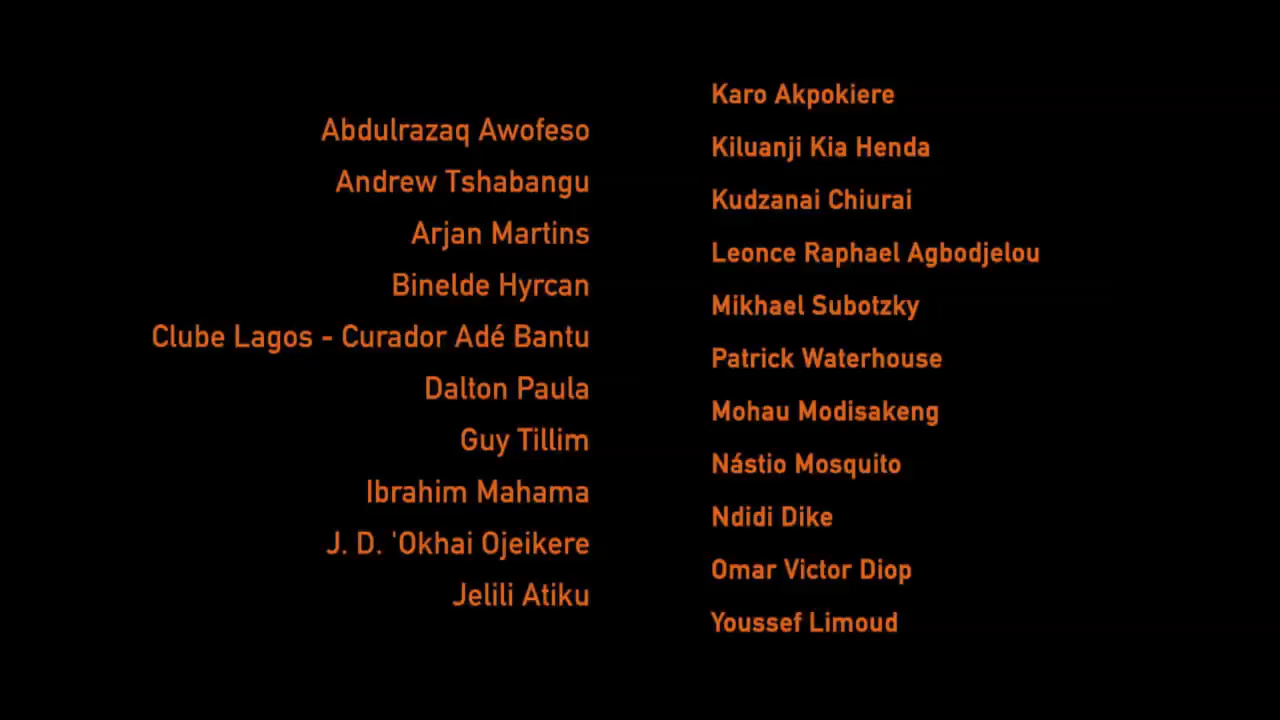 Abdulrazaq Awofeso
Andrew Tshabangu
Arjan Martins
Binelde Hyrcan
Clube Lagos - Curador Adé Bantu
Dalton Paula
Guy Tillim
Ibrahim Mahama
J. D. 'Okhai Ojeikere
Jelili Atiku
Karo Akpokiere
Kiluanji Kia Henda
Kudzanai Chiurai
Leonce Raphael Agbodjelou
Mikhael Subotzky
Patrick Waterhouse
Mohau Modisakeng
Nástio Mosquito
Ndidi Dike
Omar Victor Diop
Youssef Limoud